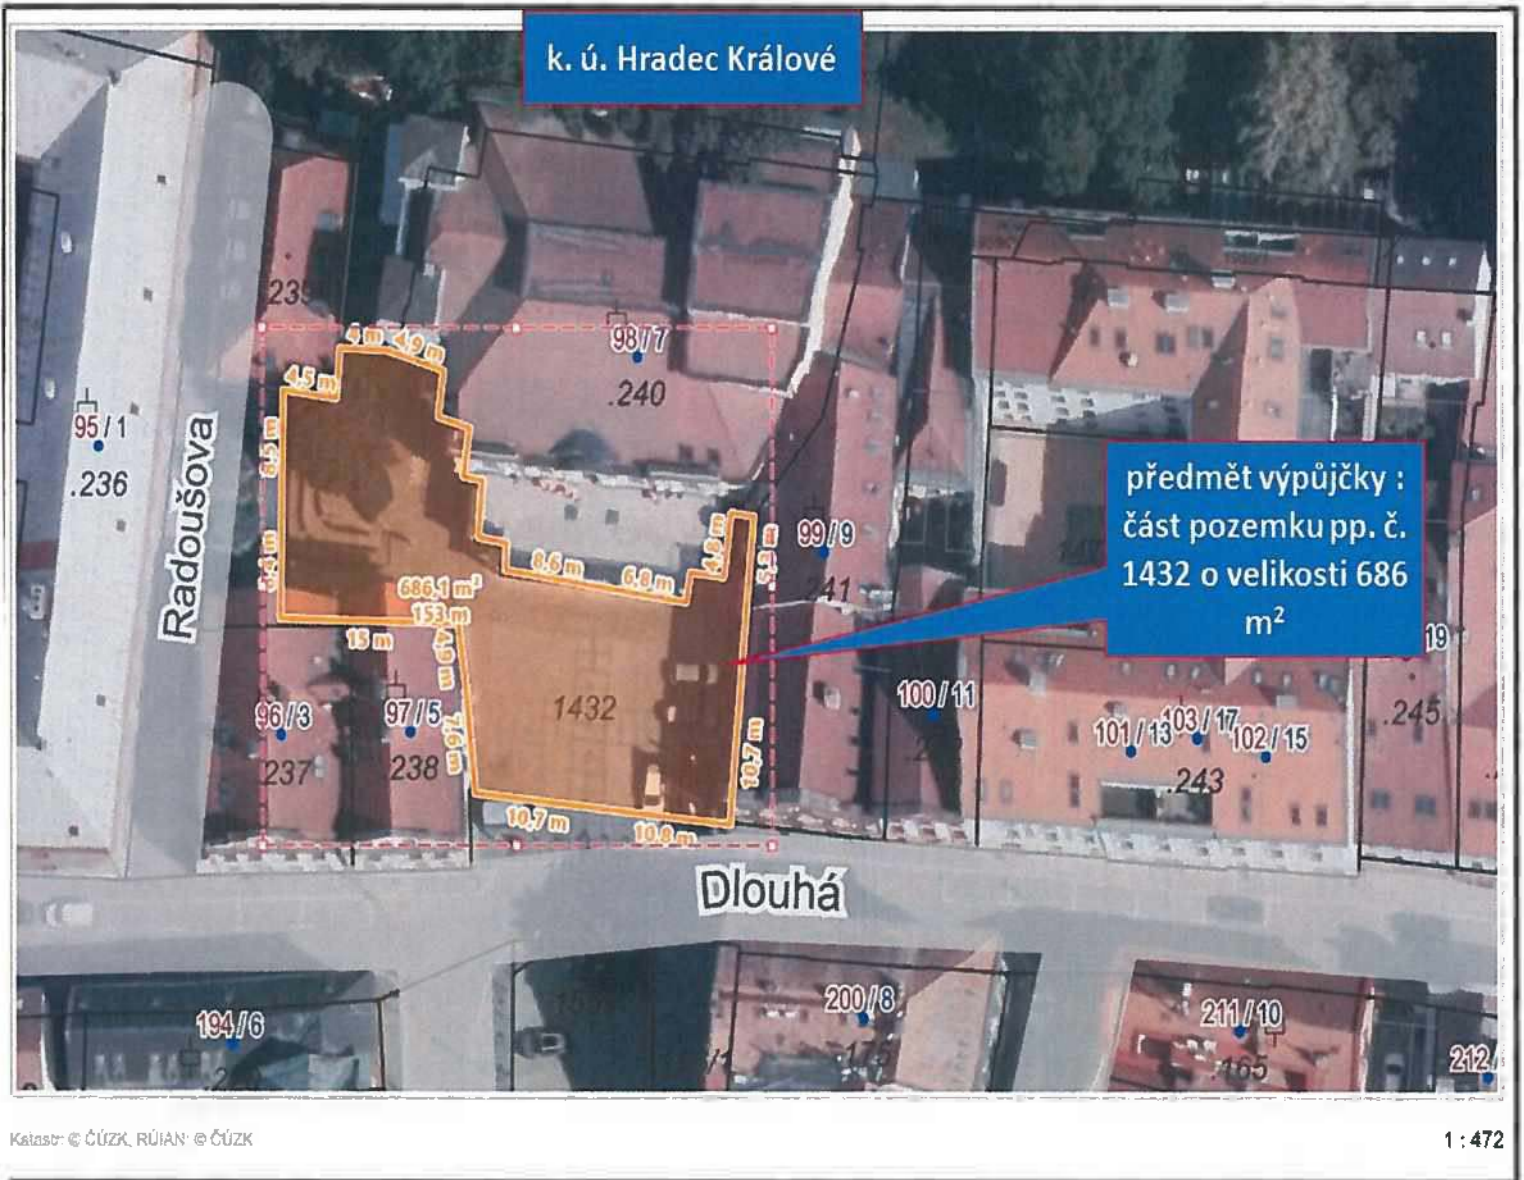 k. ú. Hradec Králové
235
4 m
4,9 m
98 / 7
.240
4,5 m
95 / 1
.236
Radoušova
8,5 m
předmět výpůjčky :
část pozemku pp. č.
1432 o velikosti 686
m²
4,8 m
5,2 m
99 / 9
241
8.6 m
6,8 m
686,1 m²
153 m
15 m
4,9 m
19
100 / 11
96 / 3
97 / 5
1432
7,6 m
10,7 m
101 / 13
103 / 17
102 / 15
.245
237
238
.243
10,7 m
10,8 m
Dlouhá
194 / 6
200 / 8
211 / 10
212 /
.175
.165
Katastr: © ČÚZK, RÚIAN: © ČÚZK
1 : 472